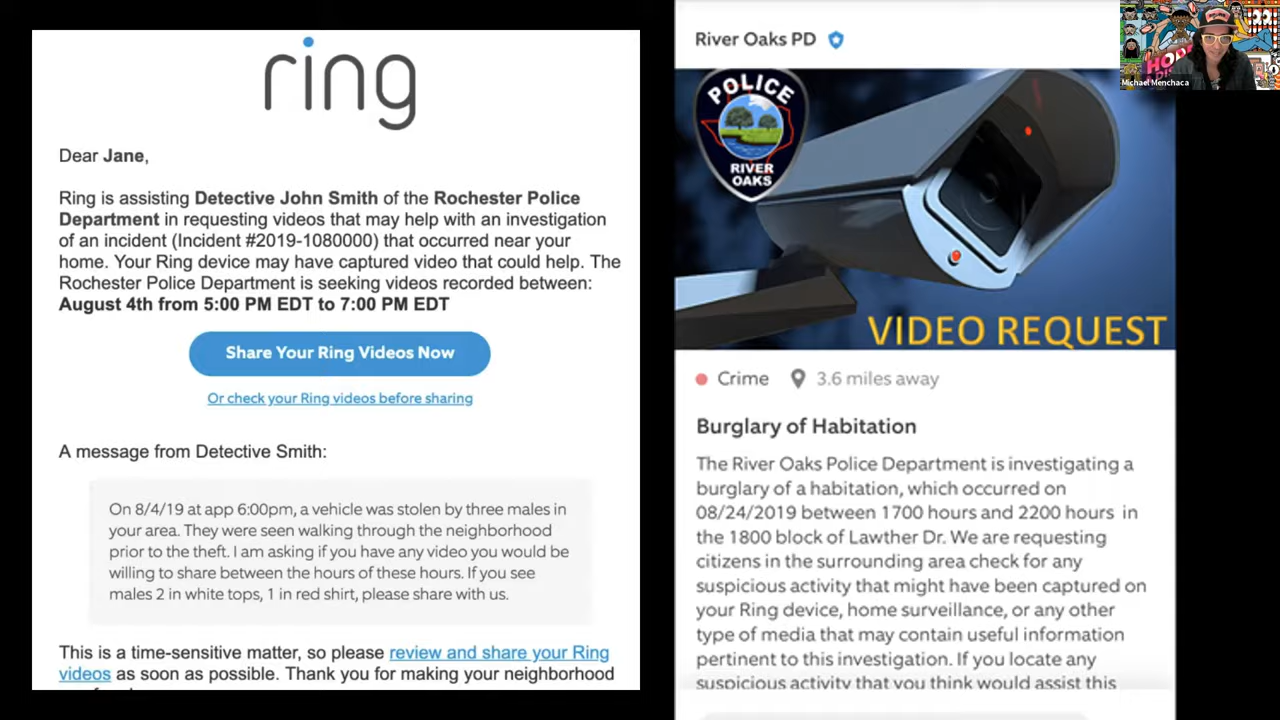 ring
Dear Jane,
Ring is assisting Detective John Smith of the Rochester Police
Department in requesting videos that may help with an investigation
of an incident (Incident #2019-1080000) that occurred near your
home. Your Ring device may have captured video that could help. The
Rochester Police Department is seeking videos recorded between:
August 4th from 5:00 PM EDT to 7:00 PM EDT
Share Your Ring Videos Now
Or check your Ring videos before sharing
A message from Detective Smith:
On 8/4/19 at app 6:00pm, a vehicle was stolen by three males in
your area. They were seen walking through the neighborhood
prior to the theft. I am asking if you have any video you would be
willing to share between the hours of these hours. If you see
males 2 in white tops, 1 in red shirt, please share with us.
This is a time-sensitive matter, so please review and share your Ring
videos as soon as possible. Thank you for making your neighborhood
River Oaks PD
POLICE
RIVER
OAKS
VIDEO REQUEST
Crime 3.6 miles away
Burglary of Habitation
The River Oaks Police Department is investigating a
burglary of a habitation, which occurred on
08/24/2019 between 1700 hours and 2200 hours in
the 1800 block of Lawther Dr. We are requesting
citizens in the surrounding area check for any
suspicious activity that might have been captured on
your Ring device, home surveillance, or any other
type of media that may contain useful information
pertinent to this investigation. If you locate any
suspicious activity that you think would assist this
Michael Menchaca